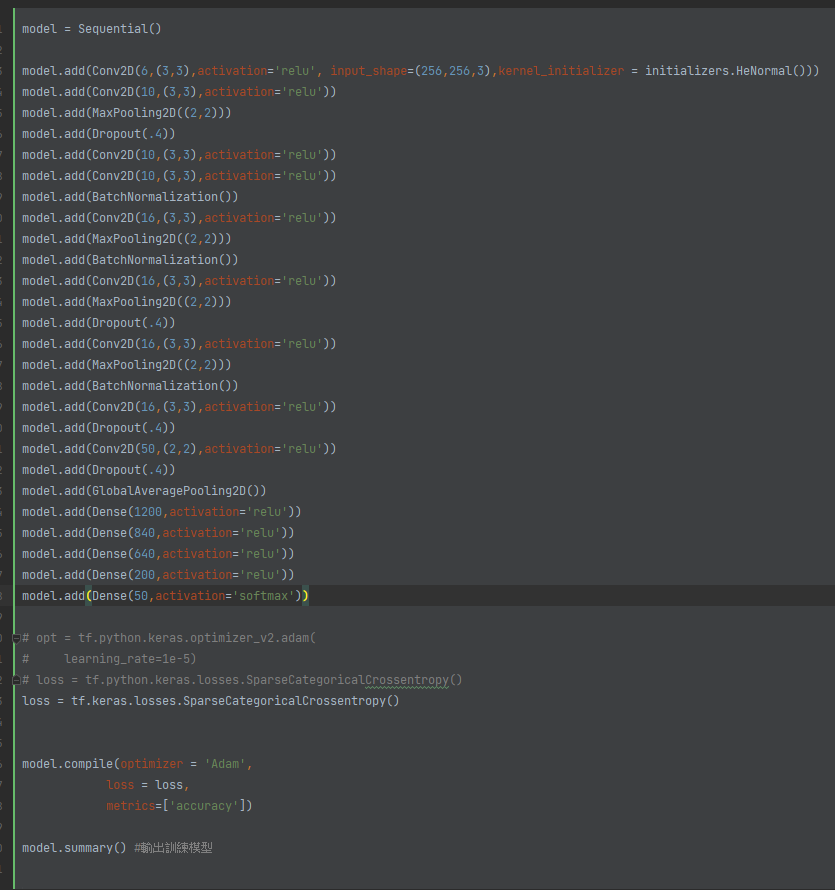 model = Sequential()
model.add(Conv2D(6,(3,3),activation='relu', input_shape=(256,256,3),kernel_initializer = initializers.HeNormal()))
model.add(Conv2D(10,(3,3),activation='relu'))
model.add(MaxPooling2D((2,2)))
model.add(Dropout(.4))
model.add(Conv2D(10,(3,3),activation='relu'))
model.add(Conv2D(10,(3,3),activation='relu'))
model.add(BatchNormalization())
model.add(Conv2D(16,(3,3),activation='relu'))
model.add(MaxPooling2D((2,2)))
model.add(BatchNormalization())
model.add(Conv2D(16,(3,3),activation='relu'))
model.add(MaxPooling2D((2,2)))
model.add(Dropout(.4))
model.add(Conv2D(16,(3,3),activation='relu'))
model.add(MaxPooling2D((2,2)))
model.add(BatchNormalization())
model.add(Conv2D(16,(3,3),activation='relu'))
model.add(Dropout(.4))
model.add(Conv2D(50,(2,2),activation='relu'))
model.add(Dropout(.4))
model.add(GlobalAveragePooling2D())
model.add(Dense(1200,activation='relu'))
model.add(Dense(840,activation='relu'))
model.add(Dense(640,activation='relu'))
model.add(Dense(200,activation='relu'))
model.add(Dense(50,activation='softmax'))
# opt = tf.python.keras.optimizer_v2.adam(
#     learning_rate=1e-5)
# loss = tf.python.keras.losses.SparseCategoricalCrossentropy()
loss = tf.keras.losses.SparseCategoricalCrossentropy()
model.compile(optimizer = 'Adam',
loss = loss,
metrics=['accuracy'])
model.summary() #輸出訓練模型